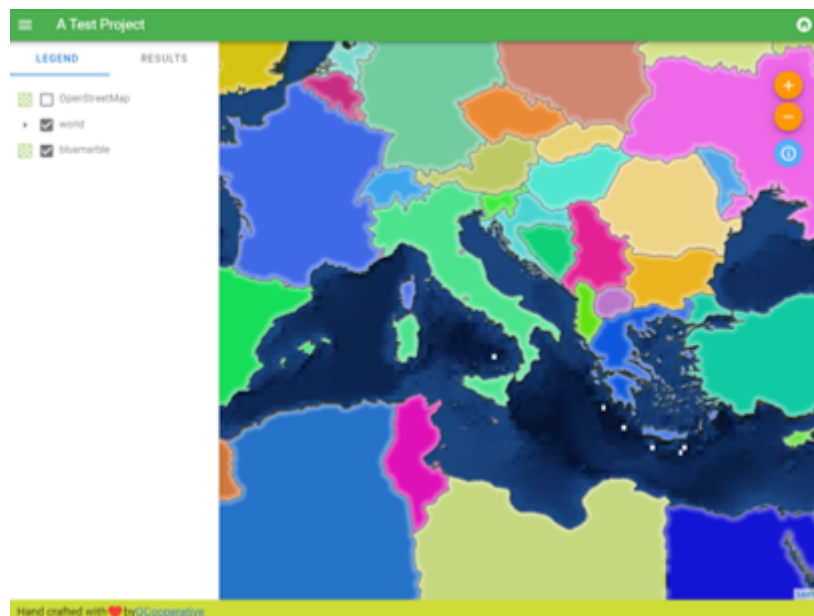 A Test Project
LEGEND RESULTS
OpenStreetMap
world
bluemarble
Hand crafted with ❤ by QCooperative